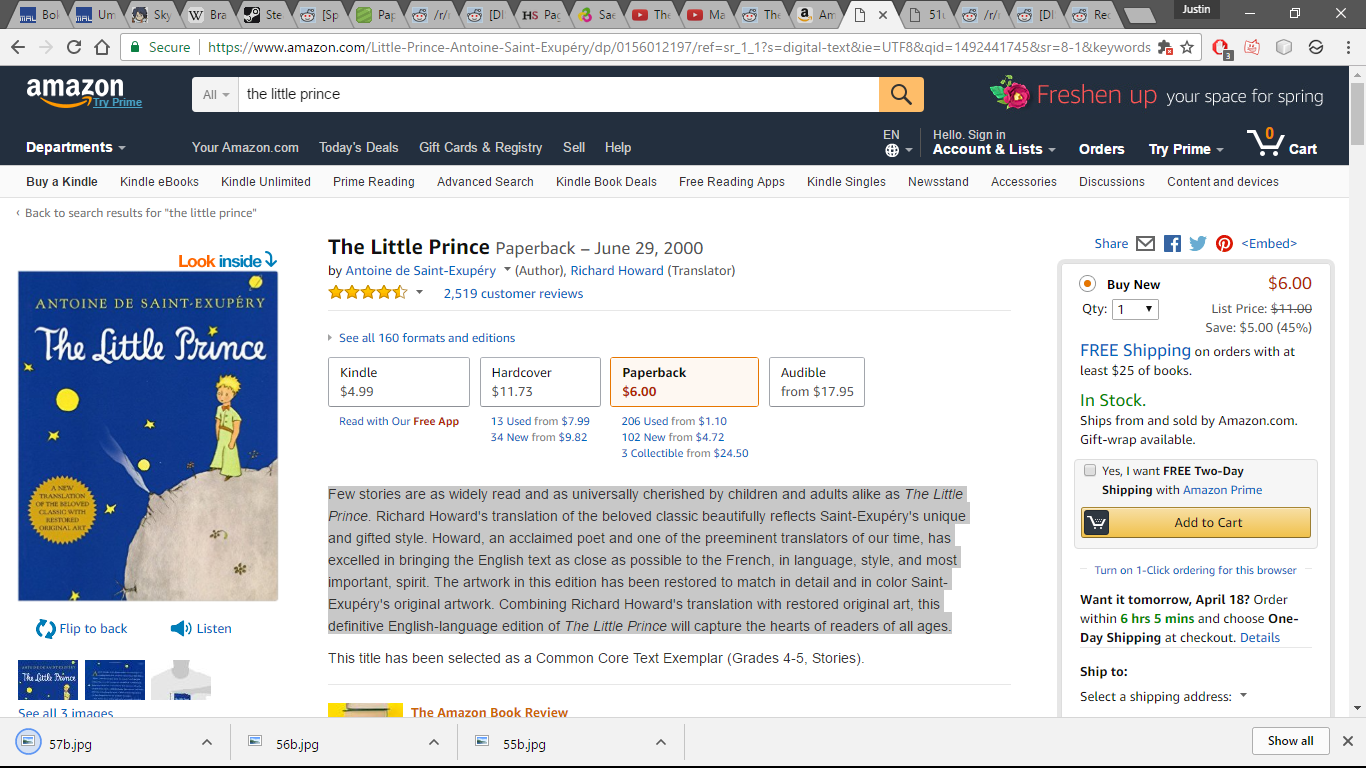 Bol
Um
Sky
Bra
Ste
[Sp
Pap
/r/
[DI
HS Pag
Sae
The
Ma
The
Am
51u
/r/
[DI
Rec
Justin
Secure https://www.amazon.com/Little-Prince-Antoine-Saint-Exupéry/dp/0156012197/ref=sr_1_1?s=digital-text&ie=UTF8&qid=1492441745&sr=8-1&keywords
3
amazon
Try Prime
All
the little prince
Freshen up your space for spring
Departments
Your Amazon.com
Today's Deals
Gift Cards & Registry
Sell
Help
EN
Hello. Sign in
Account & Lists
Orders
Try Prime
0
Cart
Buy a Kindle
Kindle eBooks
Kindle Unlimited
Prime Reading
Advanced Search
Kindle Book Deals
Free Reading Apps
Kindle Singles
Newsstand
Accessories
Discussions
Content and devices
‹ Back to search results for "the little prince"
Look inside
ANTOINE DE SAINT-EXUPÉRY
The Little Prince
A NEW
TRANSLATION OF THE BELOVED
CLASSIC WITH
RESTORED
ORIGINAL ART
Flip to back
Listen
See all 3 images
The Little Prince Paperback – June 29, 2000
by Antoine de Saint-Exupéry (Author), Richard Howard (Translator)
2,519 customer reviews
See all 160 formats and editions
Kindle
$4.99
Hardcover
$11.73
Paperback
$6.00
Audible
from $17.95
Read with Our Free App
13 Used from $7.99
34 New from $9.82
206 Used from $1.10
102 New from $4.72
3 Collectible from $24.50
Few stories are as widely read and as universally cherished by children and adults alike as The Little
Prince. Richard Howard's translation of the beloved classic beautifully reflects Saint-Exupéry's unique
and gifted style. Howard, an acclaimed poet and one of the preeminent translators of our time, has
excelled in bringing the English text as close as possible to the French, in language, style, and most
important, spirit. The artwork in this edition has been restored to match in detail and in color Saint-
Exupéry's original artwork. Combining Richard Howard's translation with restored original art, this
definitive English-language edition of The Little Prince will capture the hearts of readers of all ages.
This title has been selected as a Common Core Text Exemplar (Grades 4-5, Stories).
The Amazon Book Review
Share
<Embed>
Buy New
$6.00
Qty: 1
List Price: $11.00
Save: $5.00 (45%)
FREE Shipping on orders with at
least $25 of books.
In Stock.
Ships from and sold by Amazon.com.
Gift-wrap available.
Yes, I want FREE Two-Day
Shipping with Amazon Prime
Add to Cart
Turn on 1-Click ordering for this browser
Want it tomorrow, April 18? Order
within 6 hrs 5 mins and choose One-
Day Shipping at checkout. Details
Ship to:
Select a shipping address:
57b.jpg
56b.jpg
55b.jpg
Show all